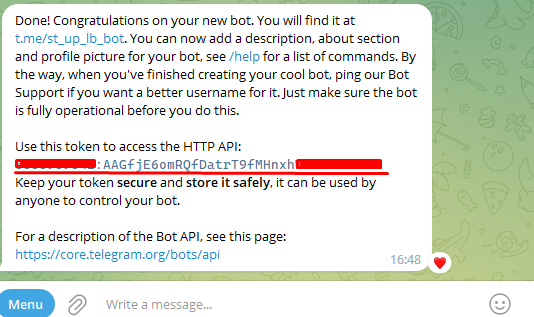 Done! Congratulations on your new bot. You will find it at
t.me/st_up_lb_bot. You can now add a description, about section
and profile picture for your bot, see /help for a list of commands. By
the way, when you've finished creating your cool bot, ping our Bot
Support if you want a better username for it. Just make sure the bot
is fully operational before you do this.
Use this token to access the HTTP API:
:AAGfjE6omRQfDatrT9fMHnxh
Keep your token secure and store it safely, it can be used by
anyone to control your bot.
For a description of the Bot API, see this page:
https://core.telegram.org/bots/api
16:48
Menu
Write a message...